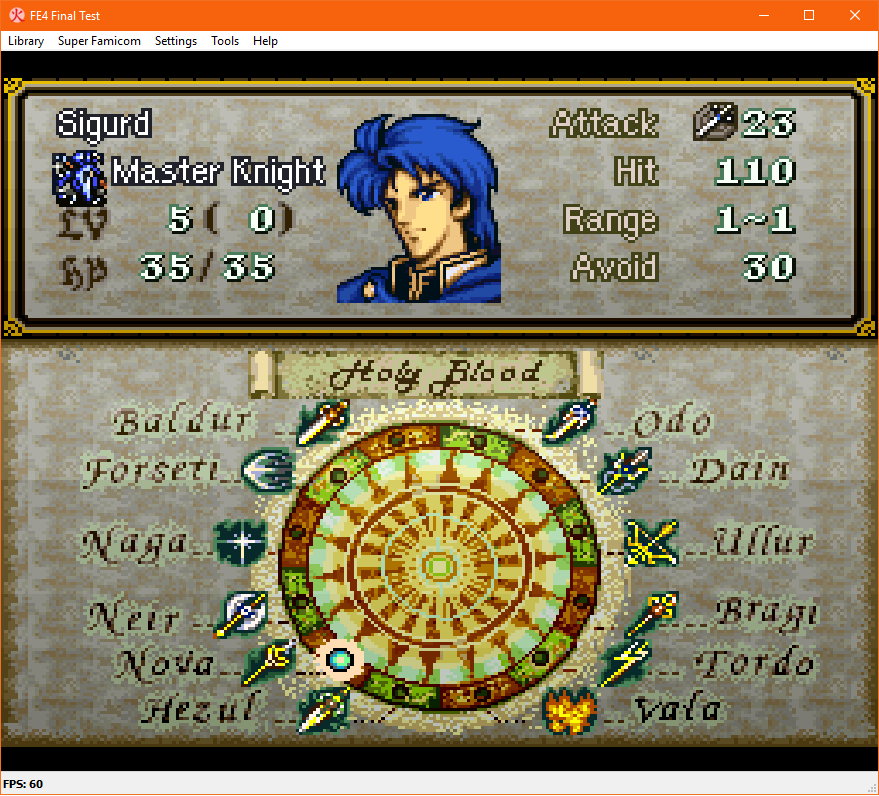 FE4 Final Test
Library Super Famicom Settings Tools Help
Sigurd
Master Knight
LV 5 ( 0)
HP 35/35
Attack 23
Hit 110
Range 1~1
Avoid 30
Holy Blood
Baldur
Odo
Forseti
Dain
Naga
Ullur
Neir
Bragi
Nova
Tordo
Hezul
Vala
FPS: 60